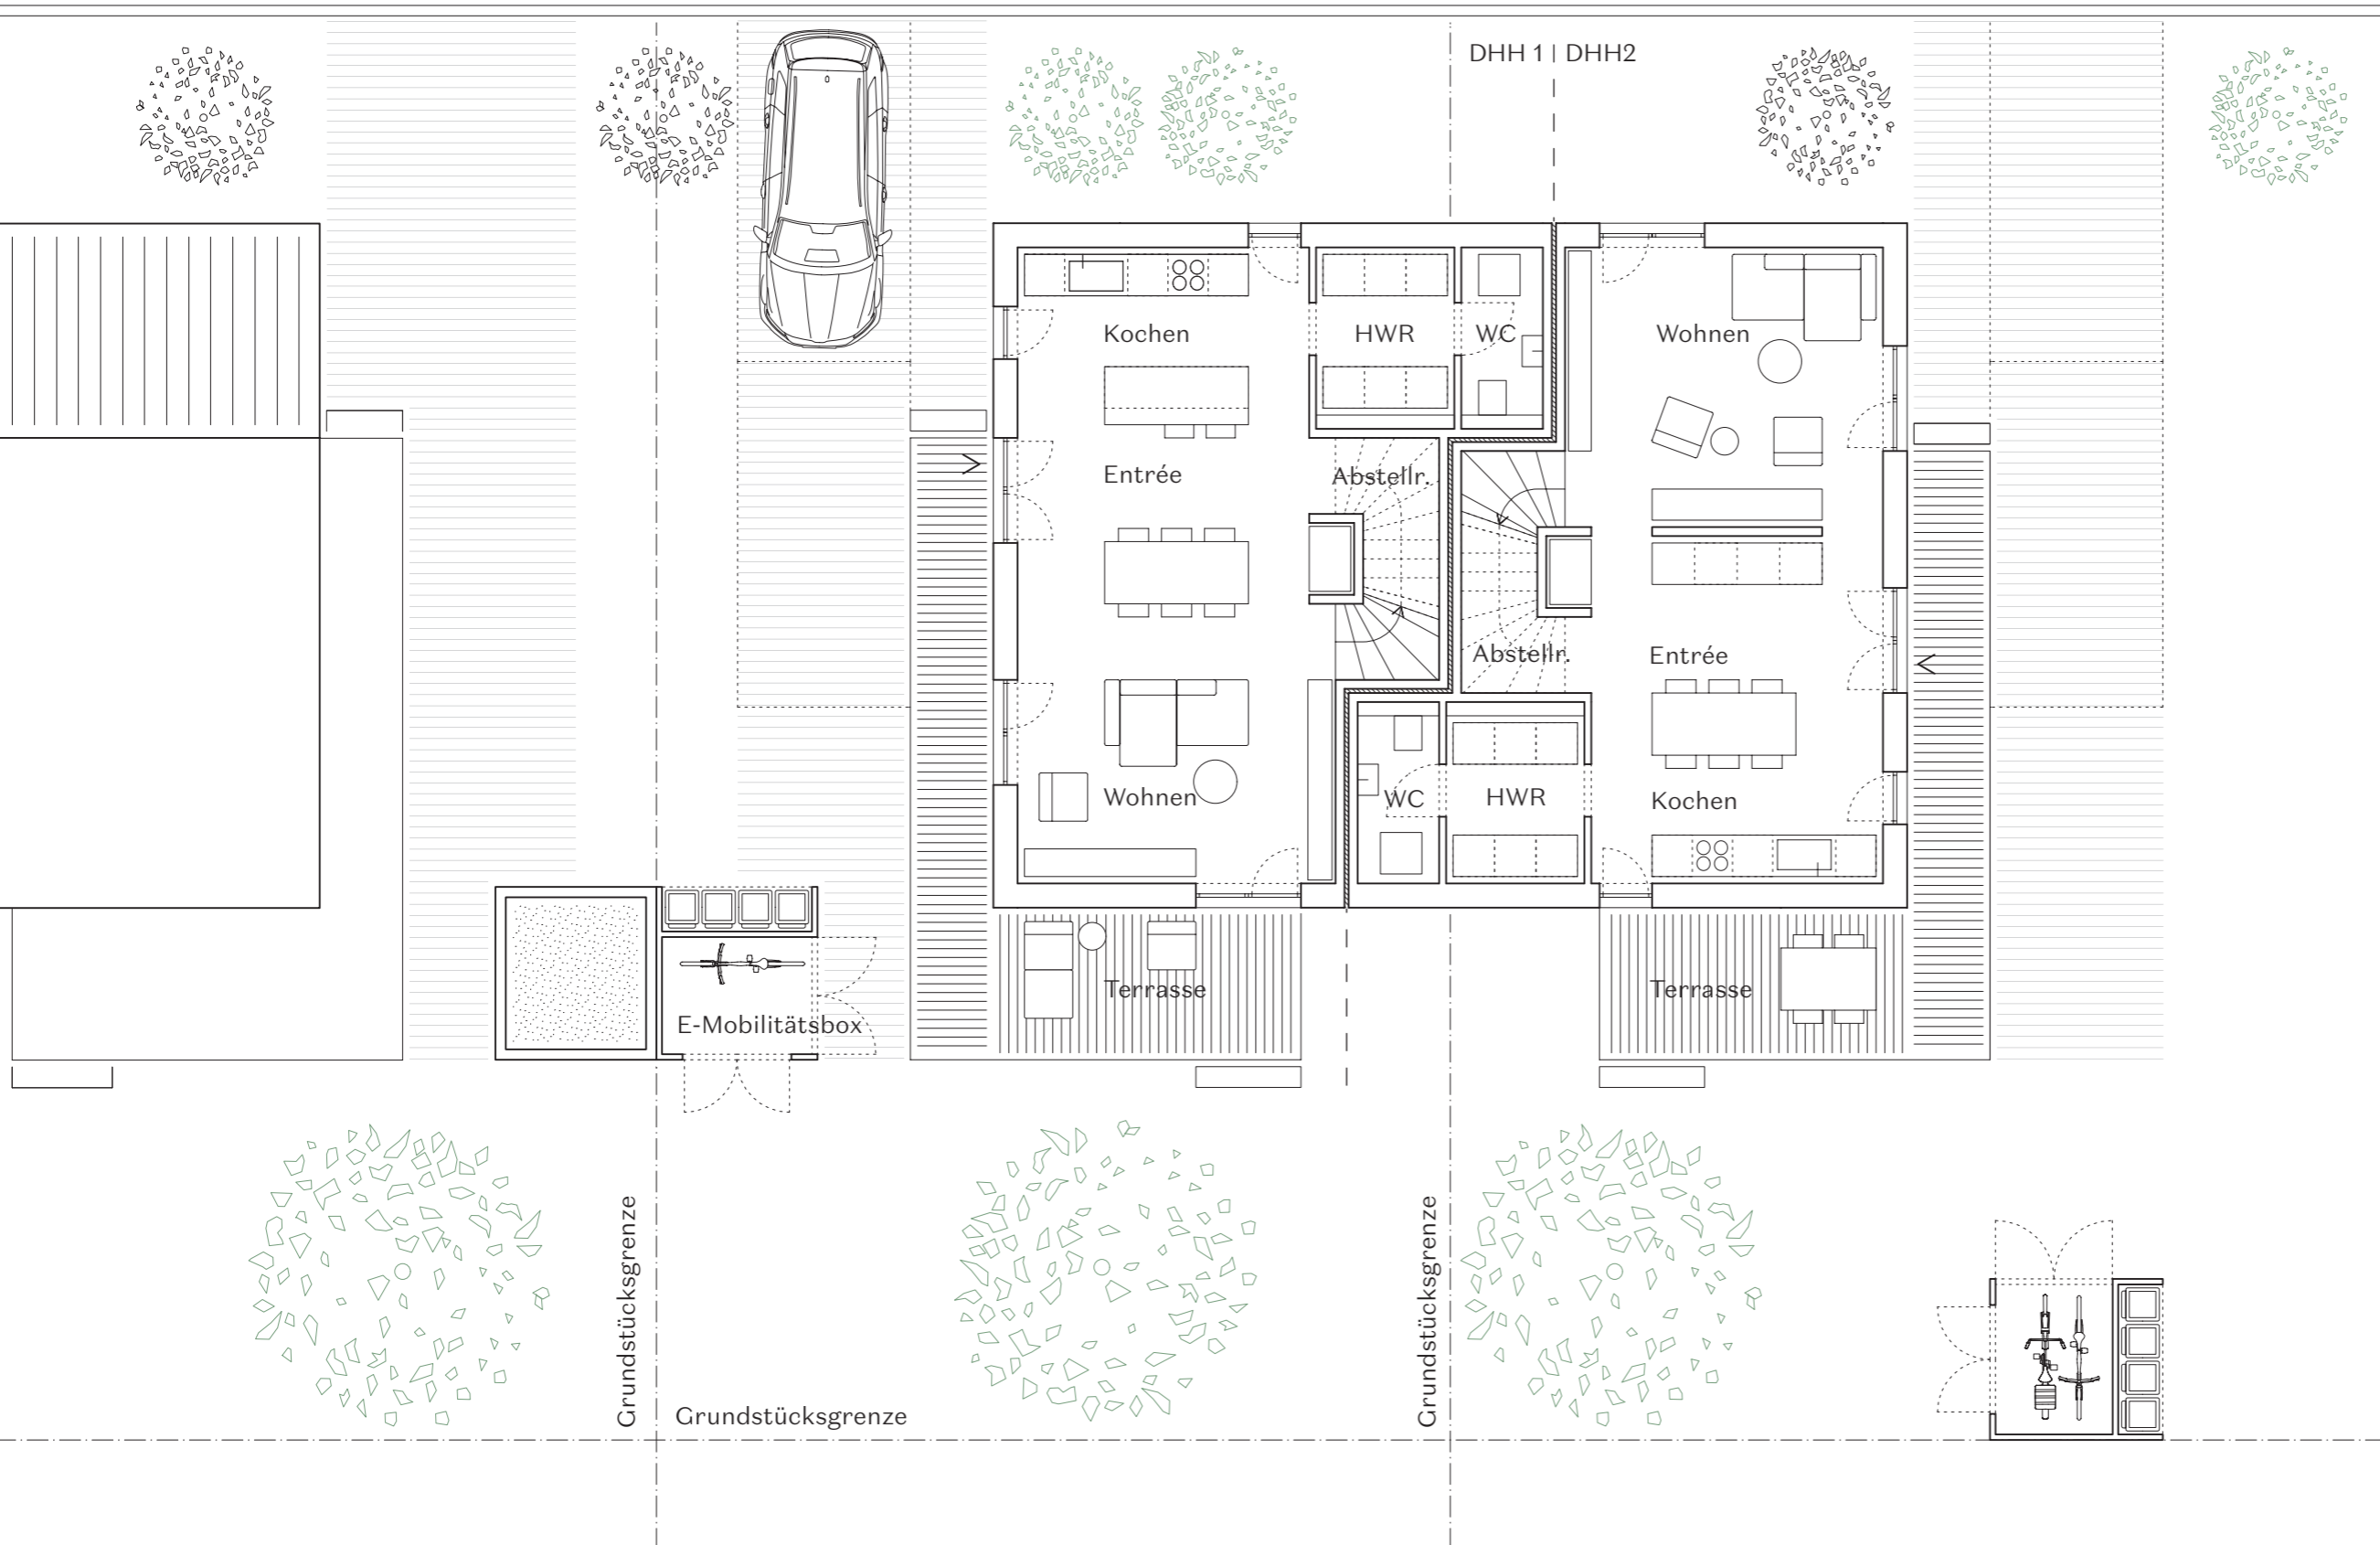 DHH 1 | DHH2
Kochen
HWR
WC
Wohnen
Entrée
Abstellr.
Abstellr.
Entrée
Wohnen
WC
HWR
Kochen
Terrasse
Terrasse
E-Mobilitätsbox
Grundstücksgrenze
Grundstücksgrenze
Grundstücksgrenze